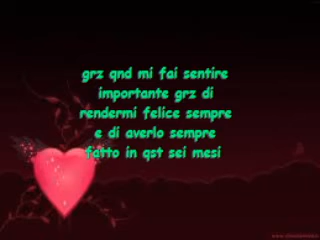 grz qnd mi fai sentire
importante grz di
rendermi felice sempre
e di averlo sempre
fatto in qst sei mesi